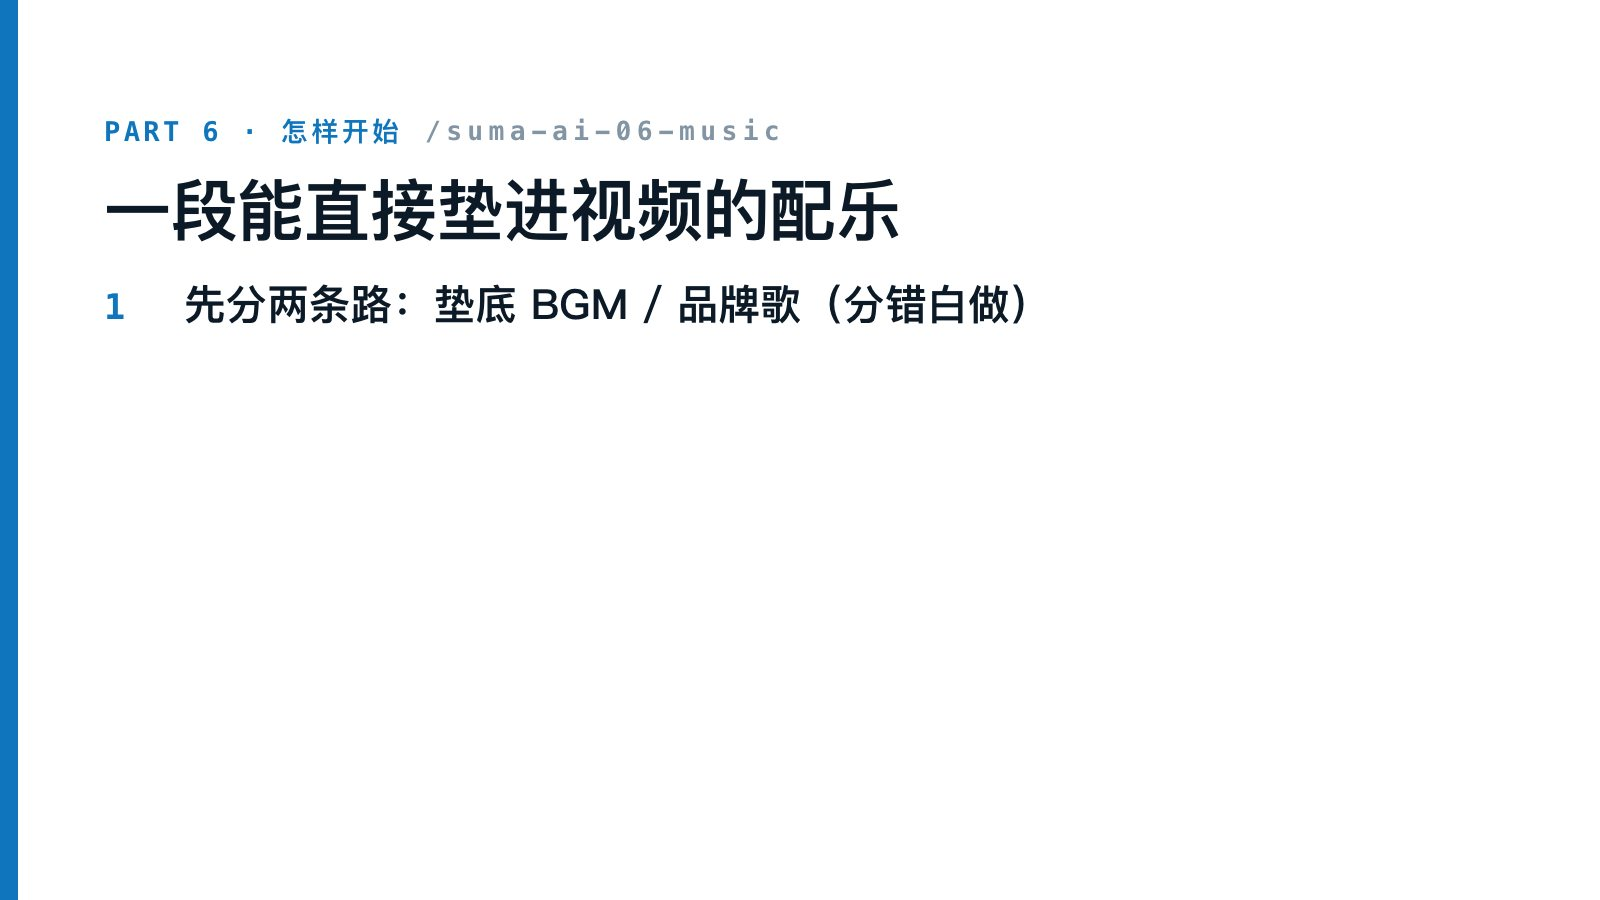 PART 6 · 怎样开始 /suma-ai-06-music
一段能直接垫进视频的配乐
1 先分两条路：垫底 BGM / 品牌歌（分错白做）